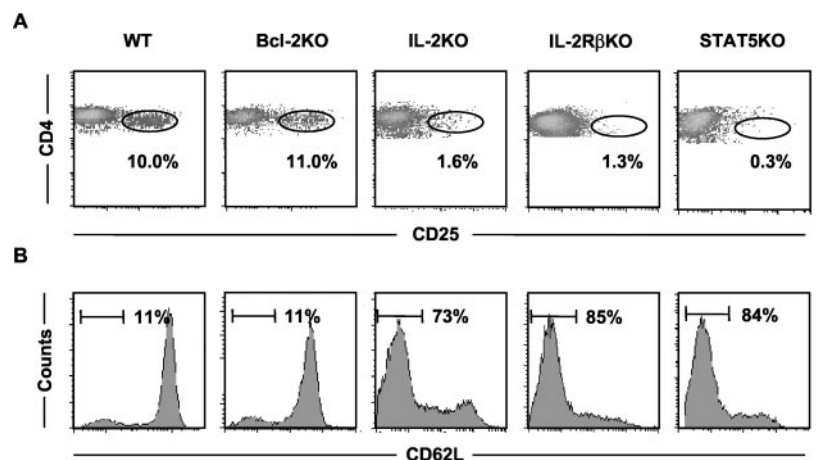 A
WT Bcl-2KO IL-2KO IL-2RβKO STAT5KO
CD4
10.0% 11.0% 1.6% 1.3% 0.3%
CD25
B
Counts
11% 11% 73% 85% 84%
CD62L